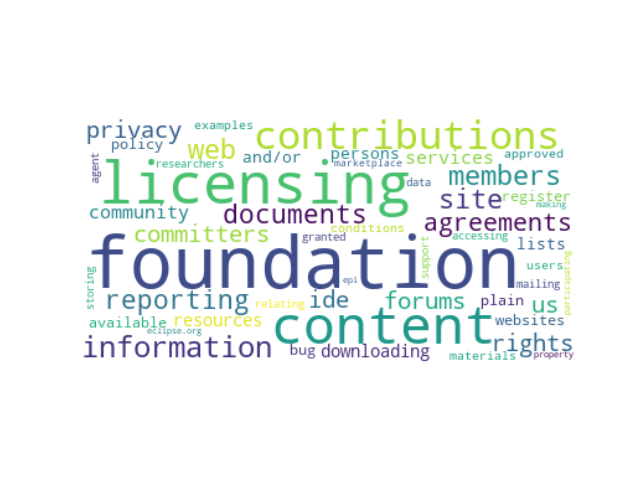 privacy examples contributions
policy web and/or persons services approved
agent researchers marketplace members
licensing data site register
community documents agreements making
committers granted conditions accessing lists
foundation support users participating
storing reporting relating ide epl forums plain mailing us
available resources content websites
eclipse.org rights
information bug downloading materials property